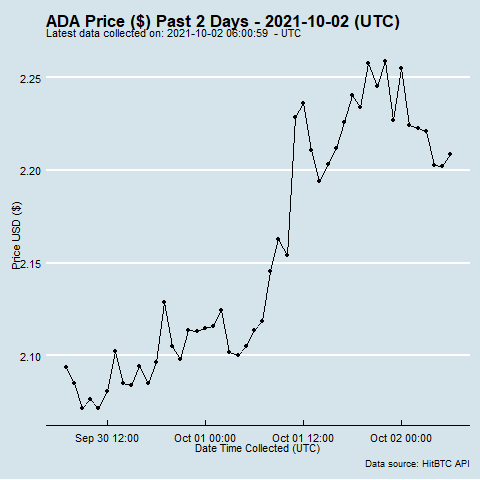 ADA Price ($) Past 2 Days - 2021-10-02 (UTC)
Latest data collected on: 2021-10-02 06:00:59 - UTC
2.25
2.20
2.15
2.10
Price USD ($)
Sep 30 12:00 Oct 01 00:00 Oct 01 12:00 Oct 02 00:00
Date Time Collected (UTC)
Data source: HitBTC API